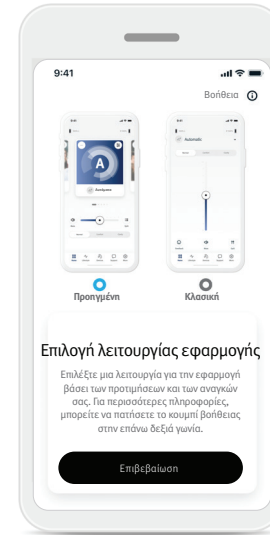 9:41
Βοήθεια
Automatic
A
Προηγμένη
Κλασική
Επιλογή λειτουργίας εφαρμογής
Επιλέξτε μια λειτουργία για την εφαρμογή
βάσει των προτιμήσεων και των αναγκών
σας. Για περισσότερες πληροφορίες,
μπορείτε να πατήσετε το κουμπί βοήθειας
στην επάνω δεξιά γωνία.
Επιβεβαίωση